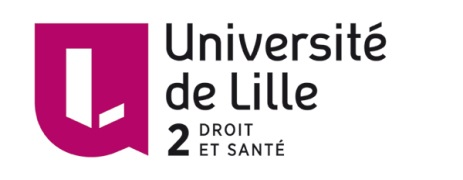 Université
de Lille
2 DROIT
ET SANTÉ